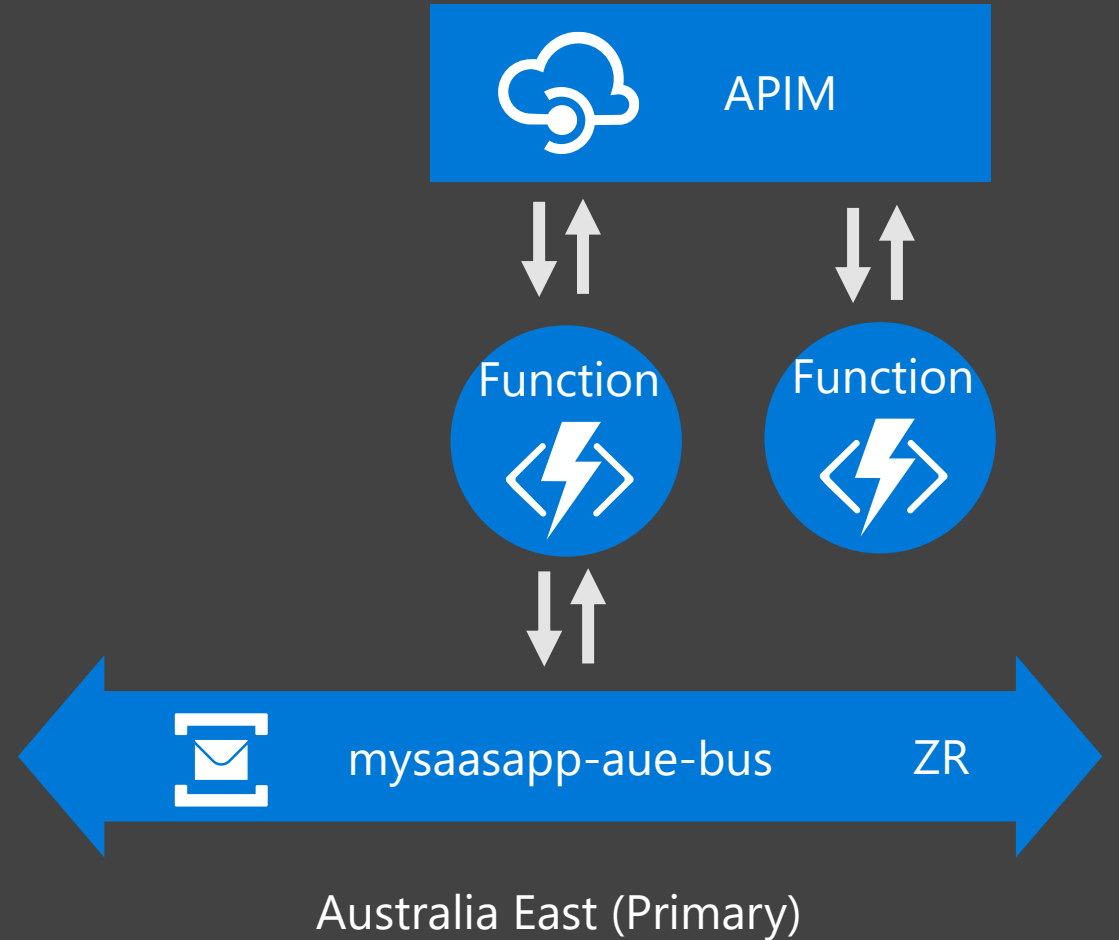 APIM
Function
Function
mysaasapp-aue-bus
ZR
Australia East (Primary)